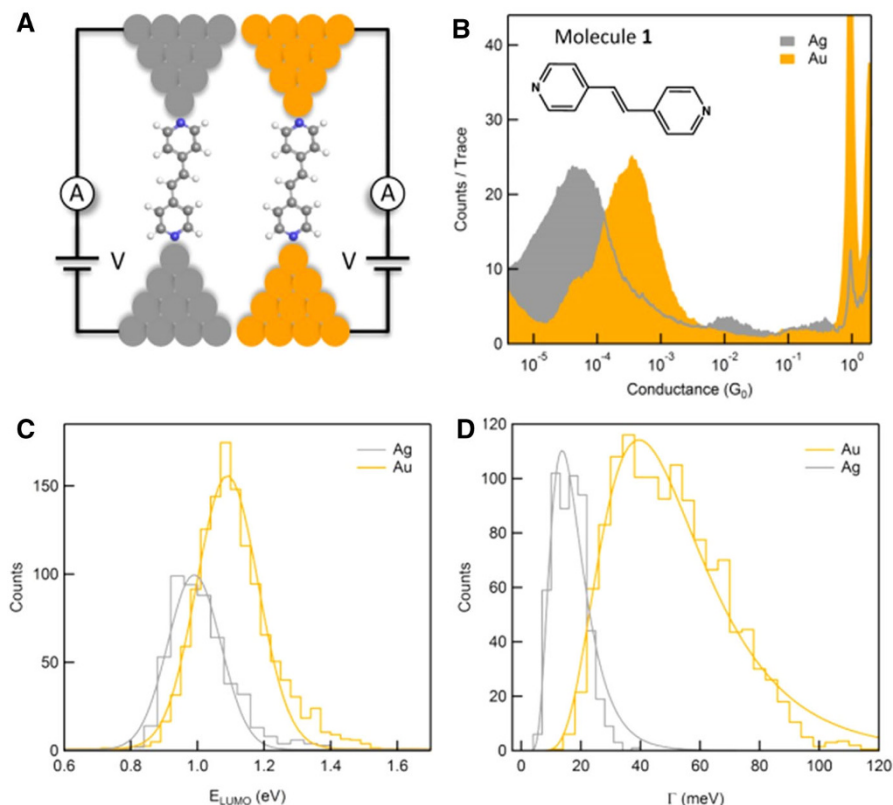 A
A
V
V
A
B
Molecule 1
N
N
Ag
Au
Counts / Trace
40
30
20
10
0
10⁻⁵
10⁻⁴
10⁻³
10⁻²
10⁻¹
10⁰
Conductance (G₀)
C
Ag
Au
Counts
150
100
50
0
0.6
0.8
1.0
1.2
1.4
1.6
E_LUMO (eV)
D
Au
Ag
Counts
120
100
80
60
40
20
0
0
20
40
60
80
100
120
Γ (meV)